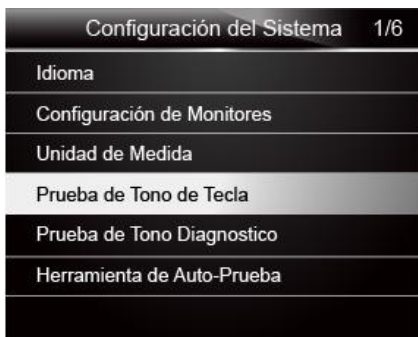 Configuración del Sistema 1/6
Idioma
Configuración de Monitores
Unidad de Medida
Prueba de Tono de Tecla
Prueba de Tono Diagnostico
Herramienta de Auto-Prueba